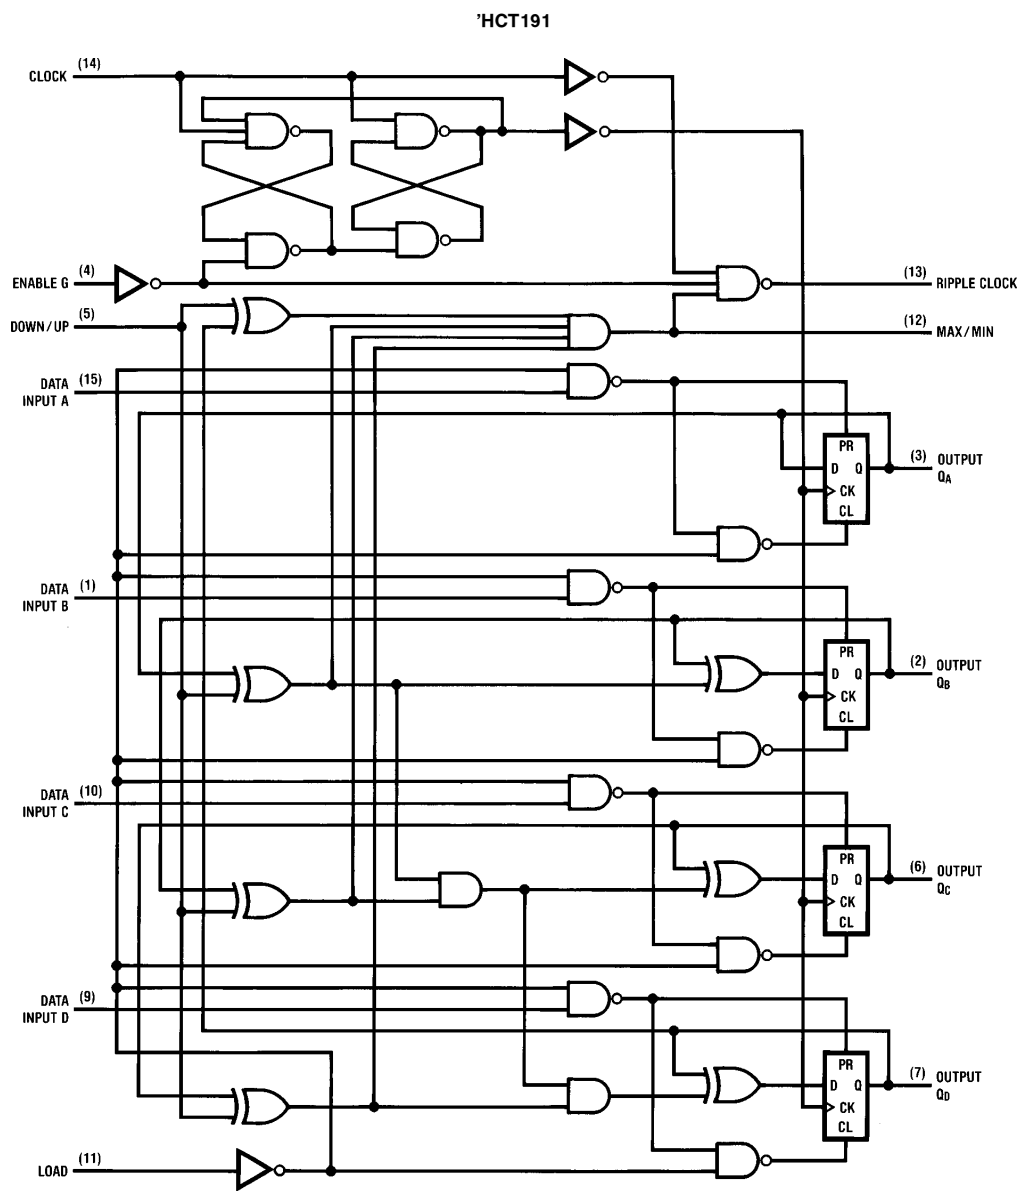 'HCT191
CLOCK (14)
ENABLE G (4)
(13) RIPPLE CLOCK
DOWN/UP (5)
(12) MAX/MIN
DATA INPUT A (15)
PR
D Q
CK
CL
(3) OUTPUT QA
DATA INPUT B (1)
PR
D Q
CK
CL
(2) OUTPUT QB
DATA INPUT C (10)
PR
D Q
CK
CL
(6) OUTPUT QC
DATA INPUT D (9)
PR
D Q
CK
CL
(7) OUTPUT QD
LOAD (11)